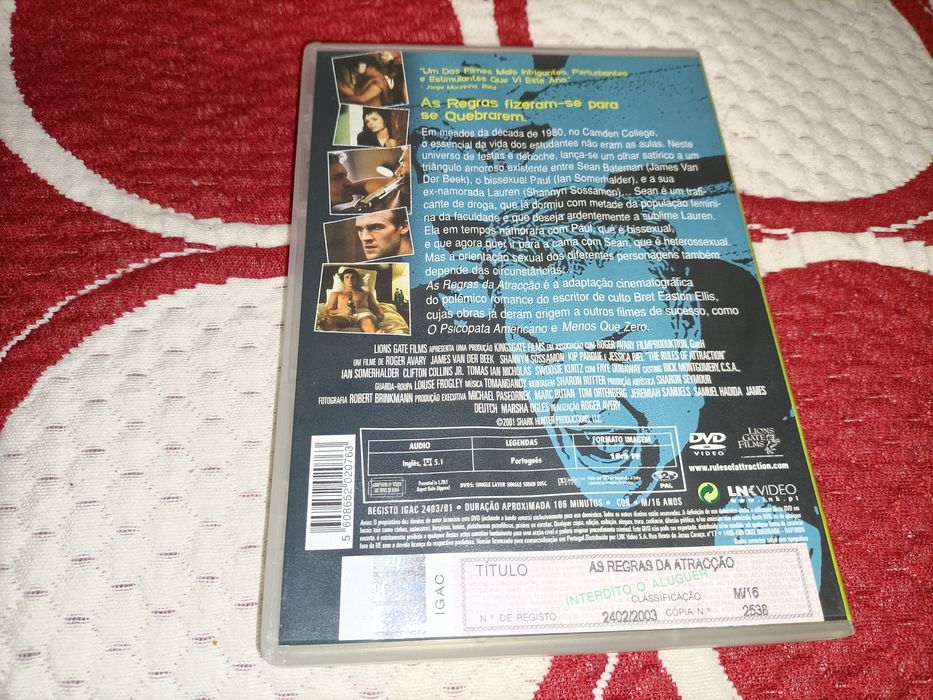 "Um Dos Filmes Mais Intrigantes, Perturbantes
e Estimulantes Que Vi Este Ano."
- Jorge Mourinha, Blitz
As Regras fizeram-se para
se Quebrarem.
Em meados da década de 1980, no Camden College,
o essencial da vida dos estudantes não eram as aulas. Neste
universo de festas e deboche, lança-se um olhar satírico a um
triângulo amoroso existente entre Sean Bateman (James Van
Der Beek), o bissexual Paul (Ian Somerhalder), e a sua
ex-namorada Lauren (Shannyn Sossamon)... Sean é um trafi-
cante de droga, que já dormiu com metade da população femini-
na da faculdade e que deseja ardentemente a sublime Lauren.
Ela em tempos namorara com Paul, que é bissexual,
e que agora quer ir para a cama com Sean, que é heterossexual.
Mas a orientação sexual dos diferentes personagens também
depende das circunstâncias.
As Regras da Atracção é a adaptação cinematográfica
do polémico romance do escritor de culto Bret Easton Ellis,
cujas obras já deram origem a outros filmes de sucesso, como
O Psicopata Americano e Menos Que Zero.
LIONS GATE FILMS APRESENTA UMA PRODUÇÃO KINGSGATE FILMS EM ASSOCIAÇÃO COM ROGER AVARY FILMPRODUKTION, GmbH
UM FILME DE ROGER AVARY JAMES VAN DER BEEK SHANNYN SOSSAMON KIP PARDUE E JESSICA BIEL "THE RULES OF ATTRACTION"
IAN SOMERHALDER CLIFTON COLLINS JR. TOMAS IAN NICHOLAS SWOOSIE KURTZ COM FAYE DUNAWAY CASTING RICK MONTGOMERY, C.S.A.,
GUARDA-ROUPA LOUISE FROGLEY MÚSICA TOMANDANDY MONTAGEM SHARON RUTTER PRODUÇÃO ARTÍSTICA SHARON SEYMOUR
FOTOGRAFIA ROBERT BRINKMANN PRODUÇÃO EXECUTIVA MICHAEL PASEORNEK MARC BUTAN TOM ORTENBERG JEREMIAH SAMUELS SAMUEL HADIDA JAMES
DEUTCH MARSHA OGLES REALIZAÇÃO ROGER AVERY
©2001 SHARK HUNTER PRODUCTIONS, LLC.
AUDIO LEGENDAS FORMATO IMAGEM
Inglês, 5.1 Português 16:9 FF
DVD5: SINGLE LAYER SINGLE SIDED DISC
2
PAL
DVD
VIDEO
LIONS
GATE
FILMS
www.rulesofattraction.com
LNK VIDEO
www.lnk.pt
REGISTO IGAC 2403/01 • DURAÇÃO APROXIMADA 106 MINUTOS • COR • M/16 ANOS
5 608652 020763
IGAC
TÍTULO AS REGRAS DA ATRACÇÃO
INTERDITO O ALUGUER
CLASSIFICAÇÃO M/16
N.º DE REGISTO 2402/2003 CÓPIA N.º 2538